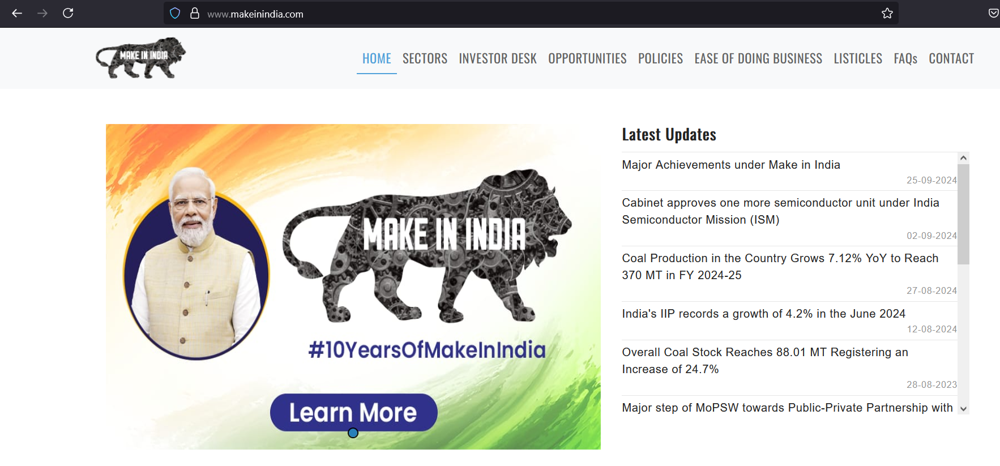 www.makeinindia.com
MAKE IN INDIA
HOME SECTORS INVESTOR DESK OPPORTUNITIES POLICIES EASE OF DOING BUSINESS LISTICLES FAQs CONTACT
MAKE IN INDIA
#10YearsOfMakeInIndia
Learn More
Latest Updates
Major Achievements under Make in India
25-09-2024
Cabinet approves one more semiconductor unit under India
Semiconductor Mission (ISM)
02-09-2024
Coal Production in the Country Grows 7.12% YoY to Reach
370 MT in FY 2024-25
27-08-2024
India's IIP records a growth of 4.2% in the June 2024
12-08-2024
Overall Coal Stock Reaches 88.01 MT Registering an
Increase of 24.7%
28-08-2023
Major step of MoPSW towards Public-Private Partnership with